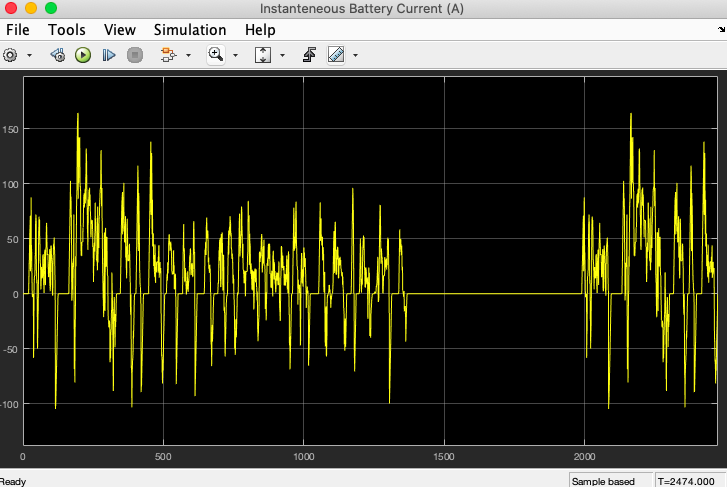 Instanteneous Battery Current (A)
File Tools View Simulation Help
150
100
50
0
-50
-100
0 500 1000 1500 2000
Ready Sample based T=2474.000